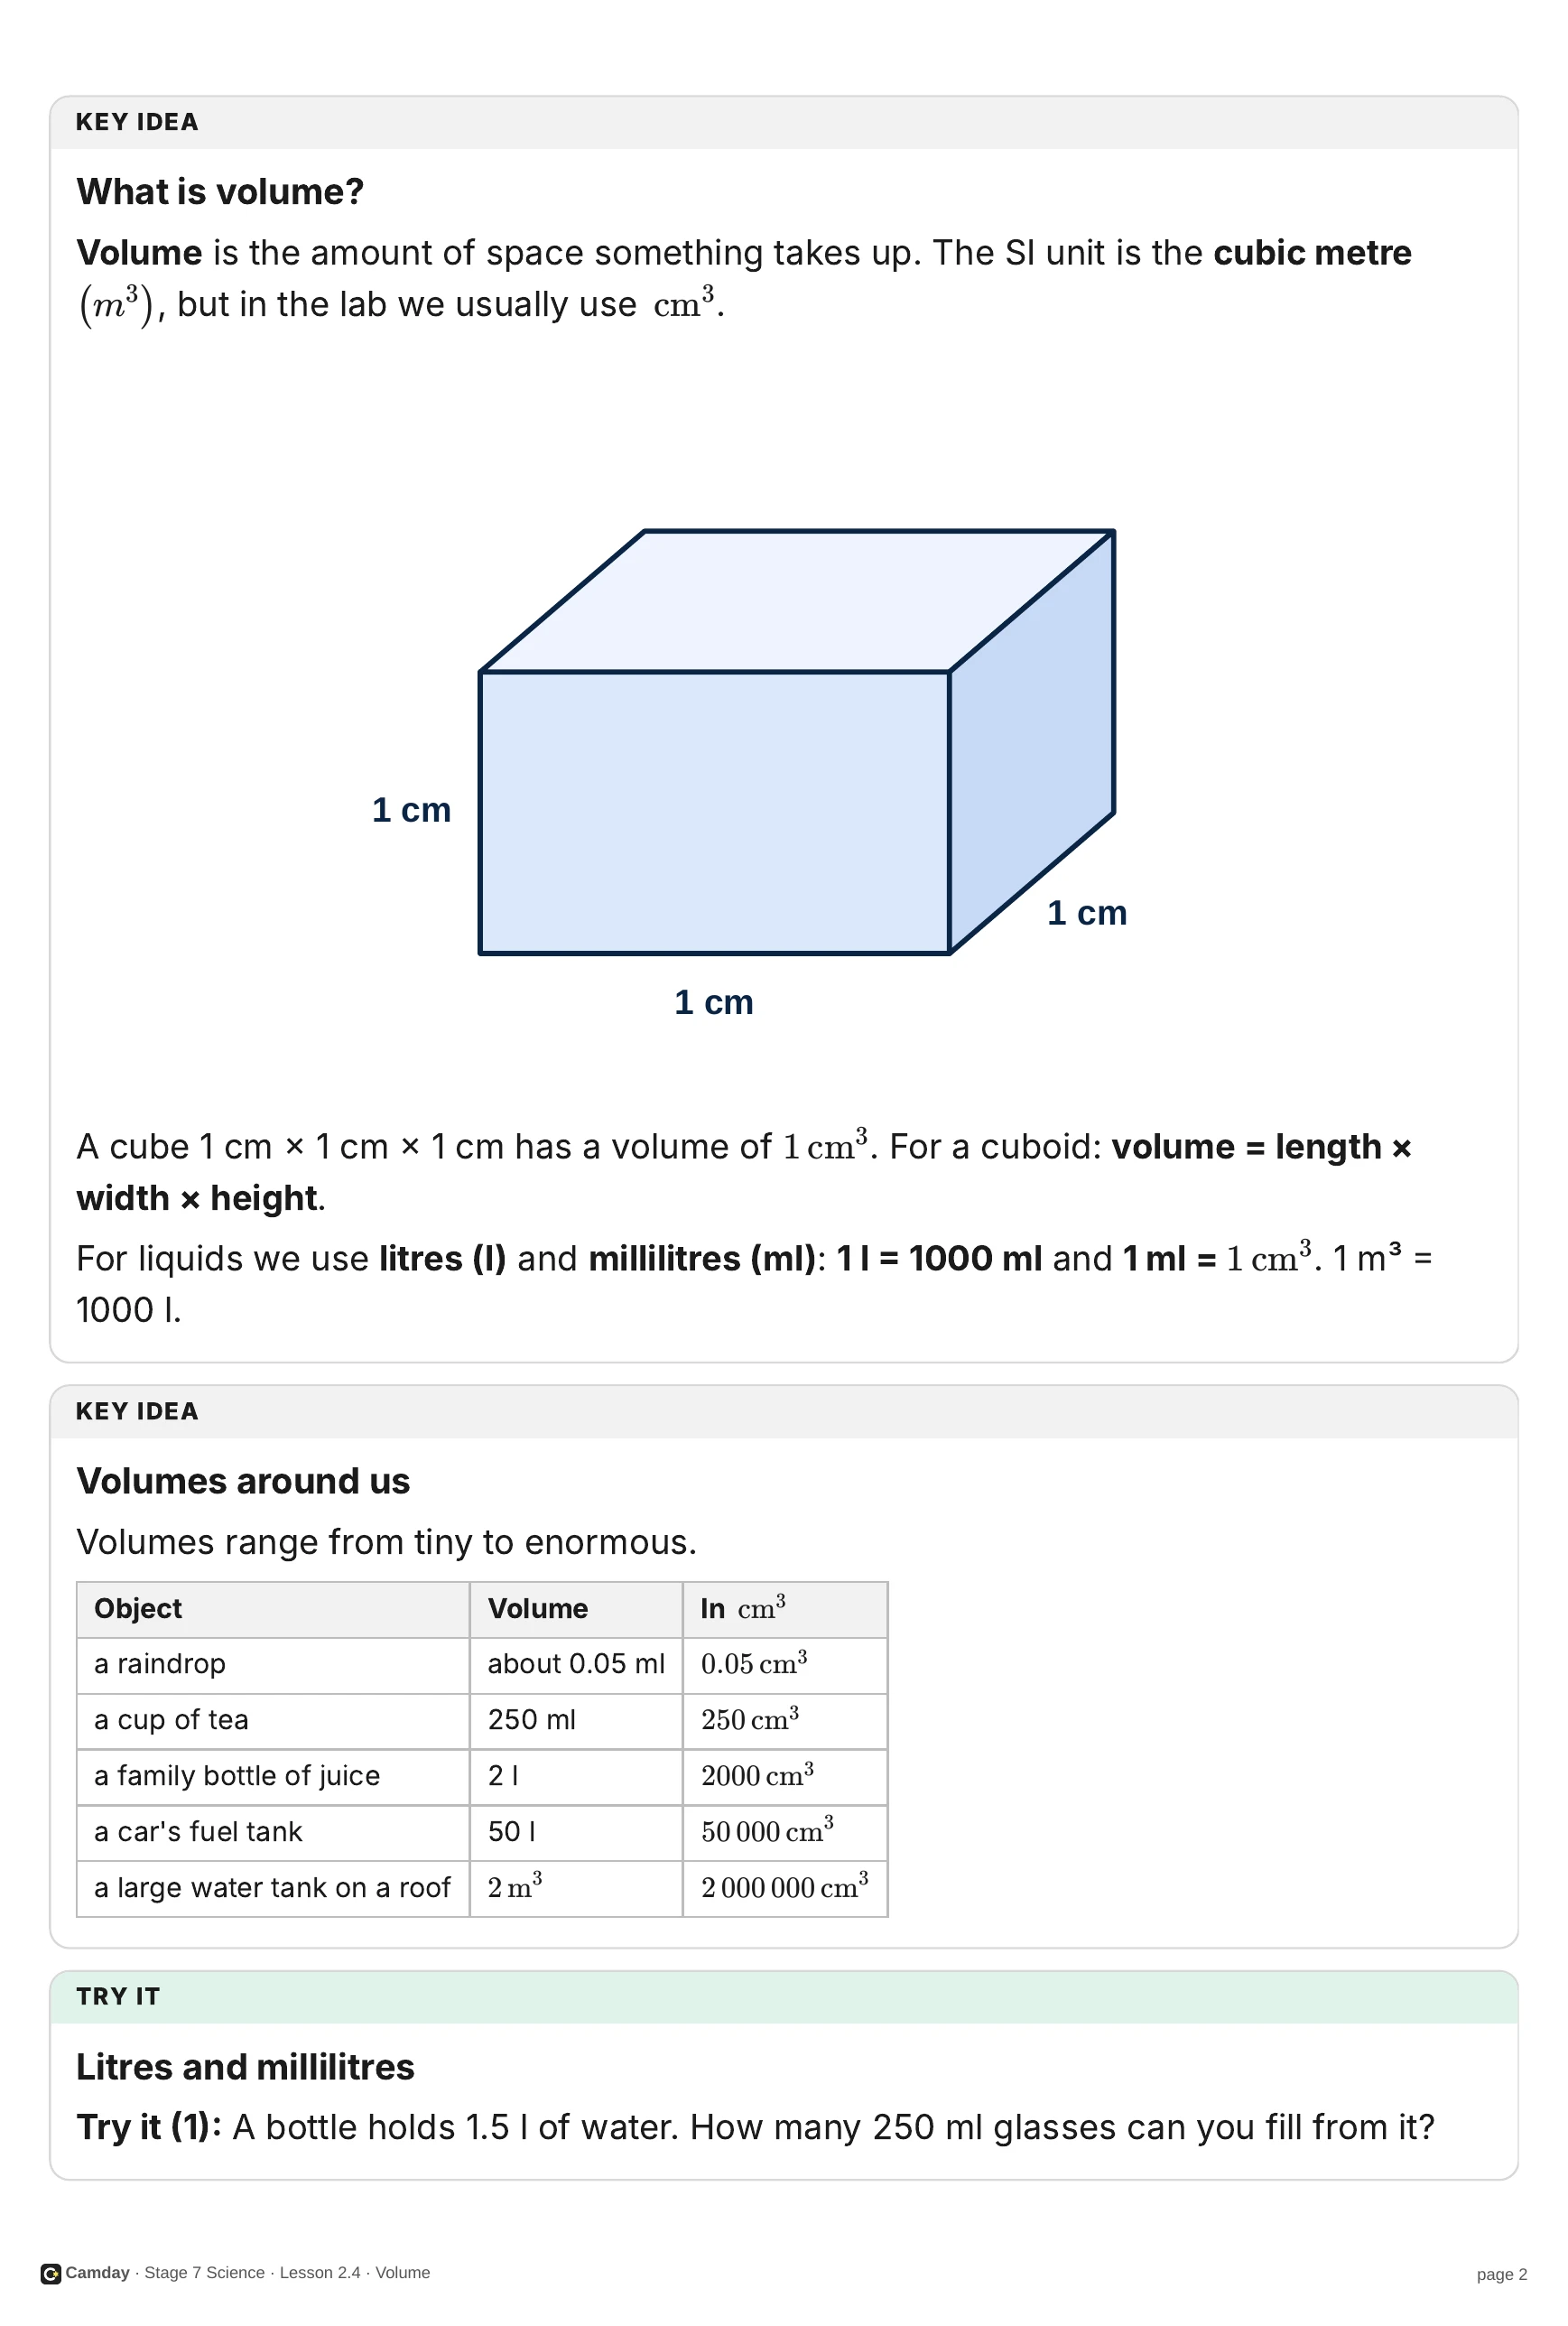 KEY IDEA
What is volume?
Volume is the amount of space something takes up. The SI unit is the cubic metre
(m³), but in the lab we usually use cm³.
1 cm
1 cm
1 cm
A cube 1 cm × 1 cm × 1 cm has a volume of 1 cm³. For a cuboid: volume = length ×
width × height.
For liquids we use litres (l) and millilitres (ml): 1 l = 1000 ml and 1 ml = 1 cm³. 1 m³ =
1000 l.
KEY IDEA
Volumes around us
Volumes range from tiny to enormous.
Object Volume In cm³
a raindrop about 0.05 ml 0.05 cm³
a cup of tea 250 ml 250 cm³
a family bottle of juice 2 l 2000 cm³
a car's fuel tank 50 l 50 000 cm³
a large water tank on a roof 2 m³ 2 000 000 cm³
TRY IT
Litres and millilitres
Try it (1): A bottle holds 1.5 l of water. How many 250 ml glasses can you fill from it?
Camday · Stage 7 Science · Lesson 2.4 · Volume page 2